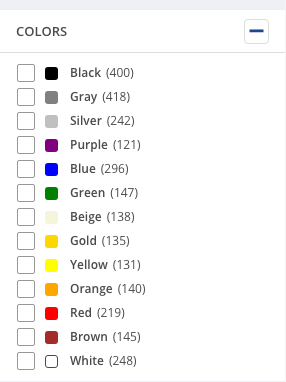 COLORS
Black (400)
Gray (418)
Silver (242)
Purple (121)
Blue (296)
Green (147)
Beige (138)
Gold (135)
Yellow (131)
Orange (140)
Red (219)
Brown (145)
White (248)